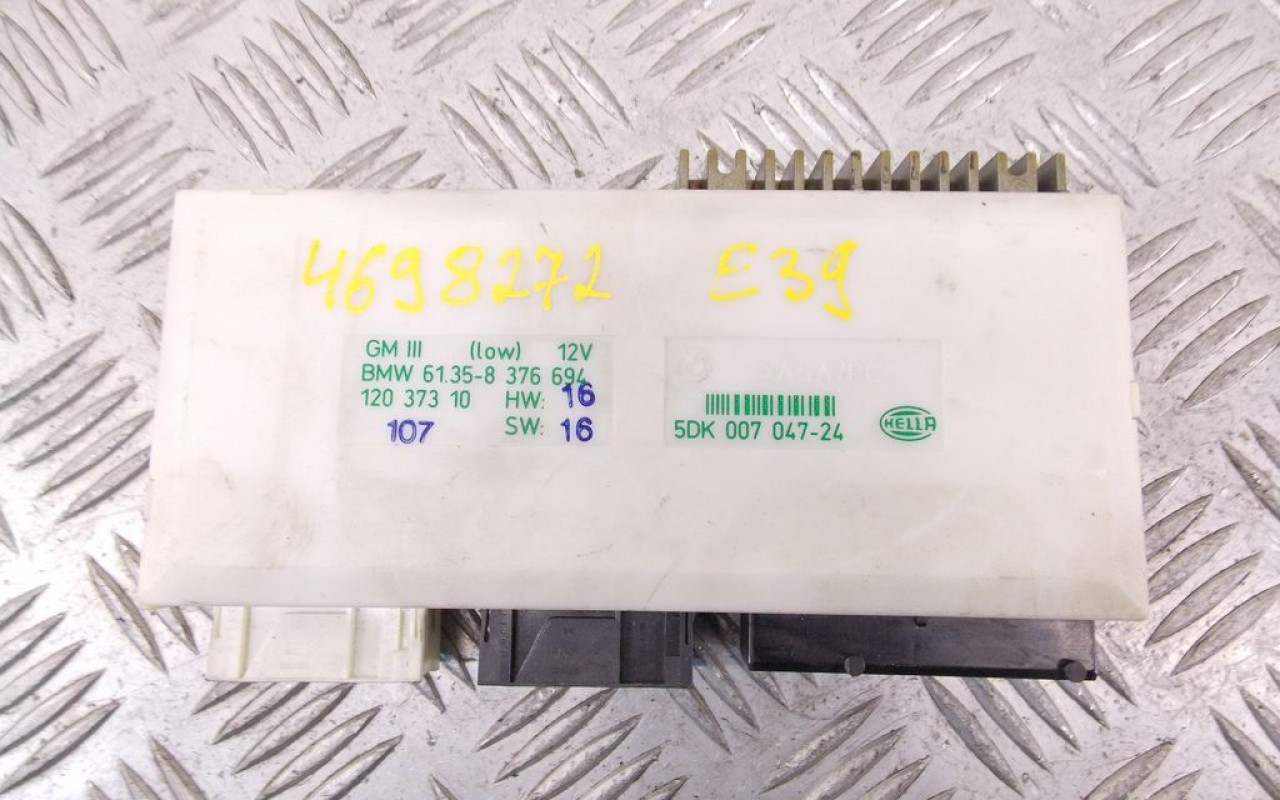 4698272 E39
GM III (low) 12V
BMW 61.35-8 376 694
120 373 10 HW: 16
107 SW: 16
5DK 007 047-24
HELLA